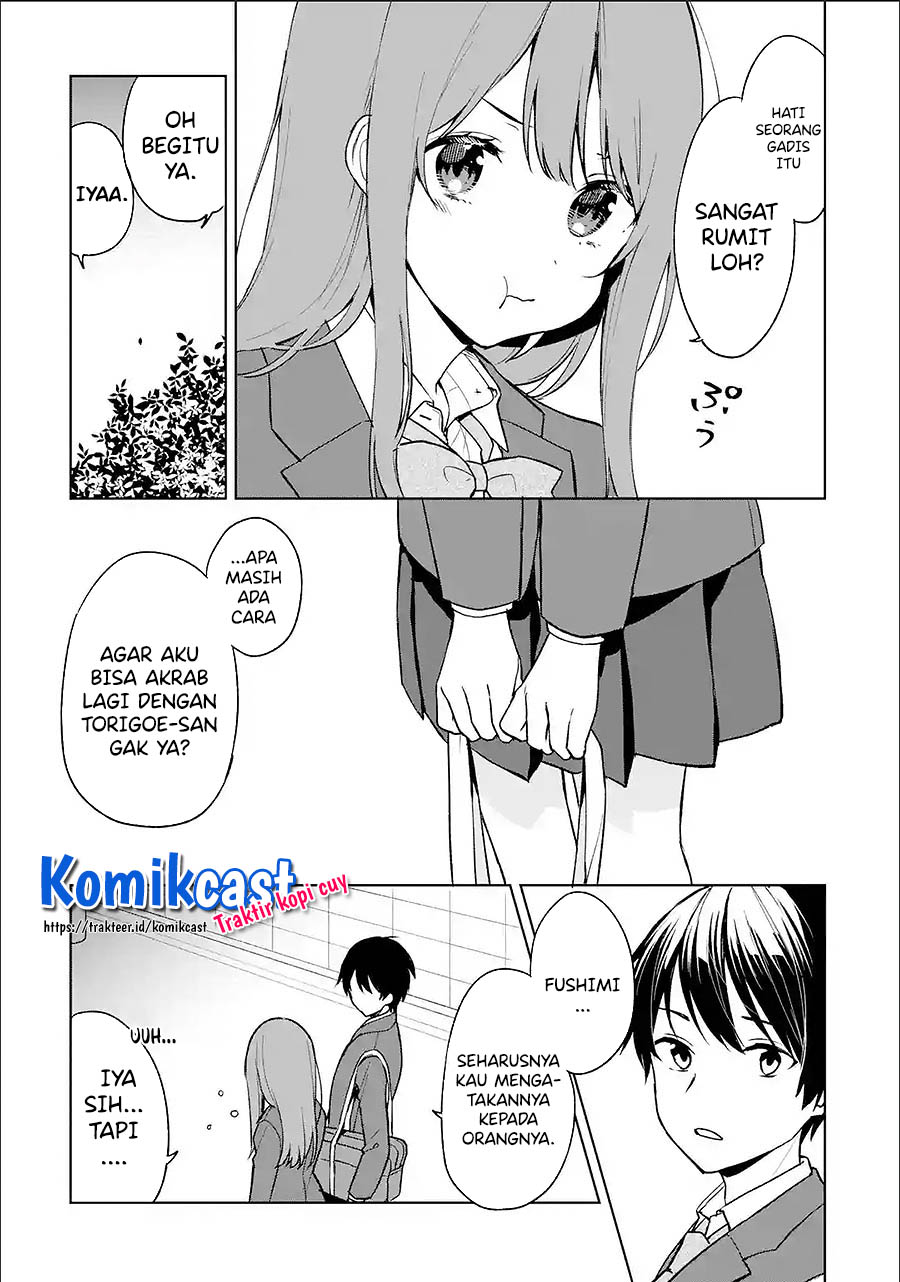 HATI
SEORANG
GADIS
ITU
SANGAT
RUMIT
LOH?
ぷぅ
OH
BEGITU
YA.
IYAA.
...APA
MASIH
ADA
CARA
AGAR AKU
BISA AKRAB
LAGI DENGAN
TORIGOE-SAN
GAK YA?
Komikcast
Traktir kopi cuy
https://trakteer.id/komikcast
FUSHIMI
...
SEHARUSNYA
KAU MENGA-
TAKANNYA
KEPADA
ORANGNYA.
UUH...
IYA
SIH...
TAPI
....